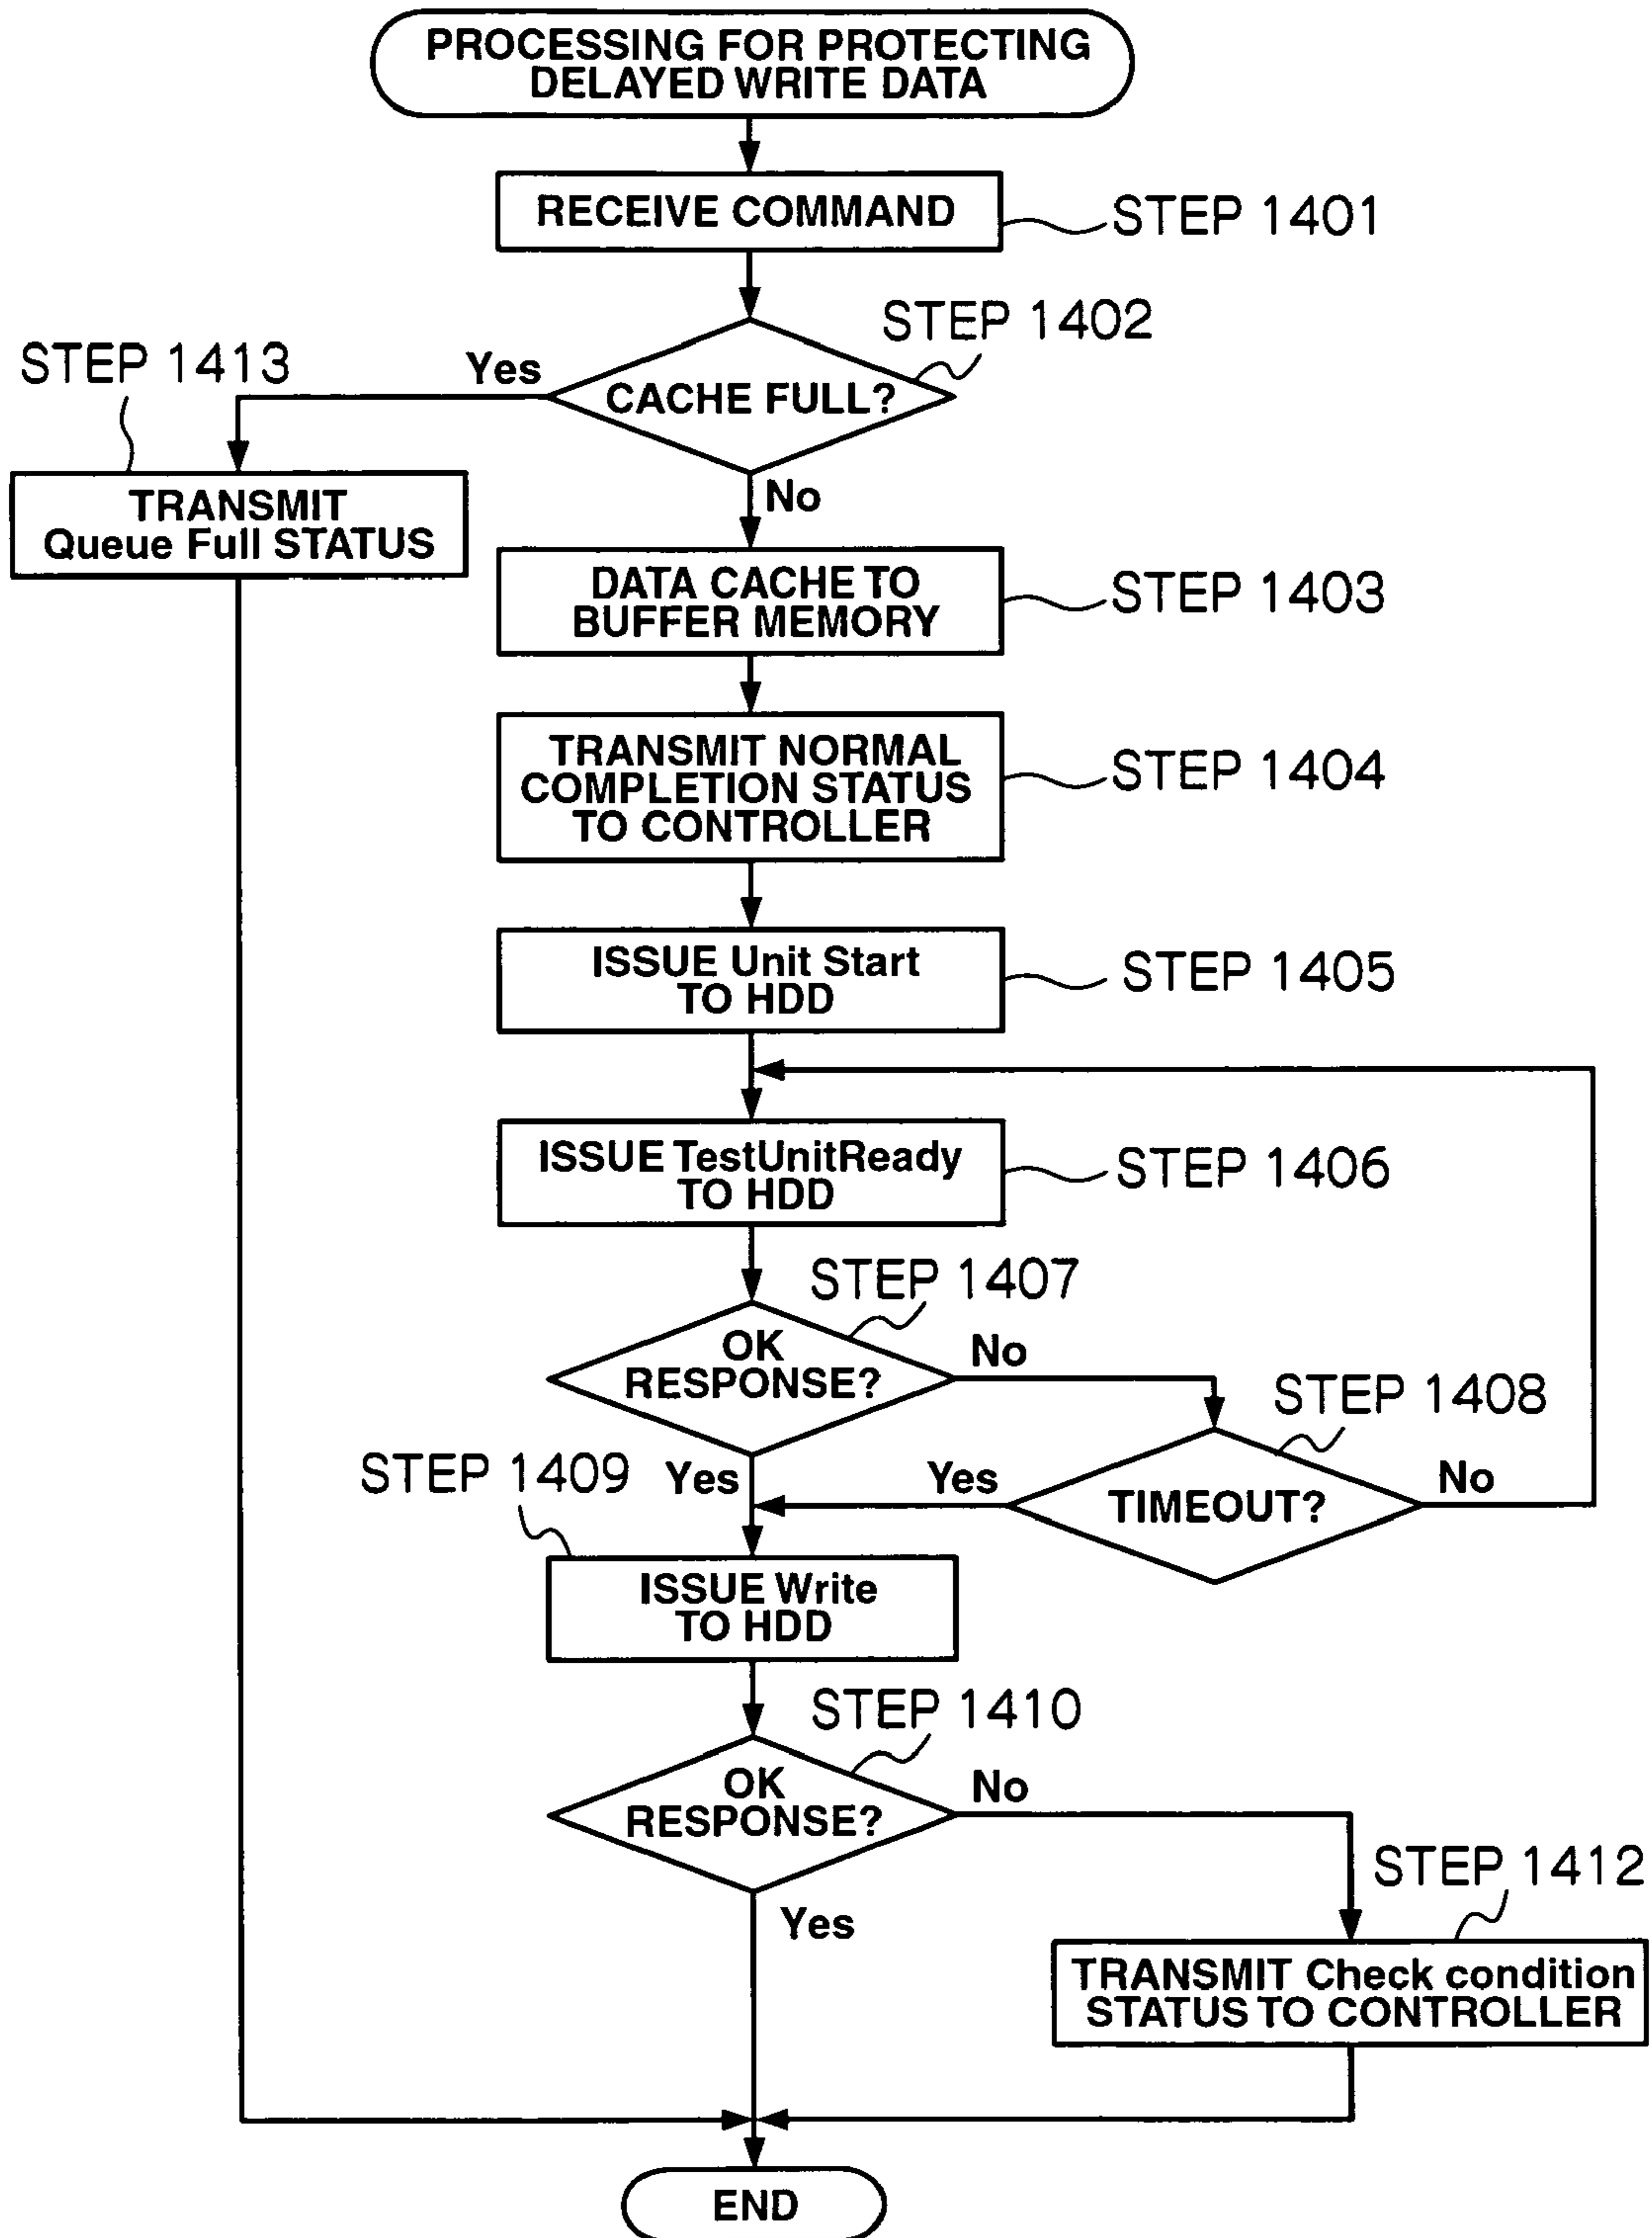 PROCESSING FOR PROTECTING
DELAYED WRITE DATA
RECEIVE COMMAND
STEP 1401
STEP 1402
STEP 1413
Yes
CACHE FULL?
No
TRANSMIT
Queue Full STATUS
DATA CACHE TO
BUFFER MEMORY
STEP 1403
TRANSMIT NORMAL
COMPLETION STATUS
TO CONTROLLER
STEP 1404
ISSUE Unit Start
TO HDD
STEP 1405
ISSUE TestUnitReady
TO HDD
STEP 1406
STEP 1407
OK
RESPONSE?
No
STEP 1408
STEP 1409
Yes
Yes
TIMEOUT?
No
ISSUE Write
TO HDD
STEP 1410
OK
RESPONSE?
No
STEP 1412
Yes
TRANSMIT Check condition
STATUS TO CONTROLLER
END